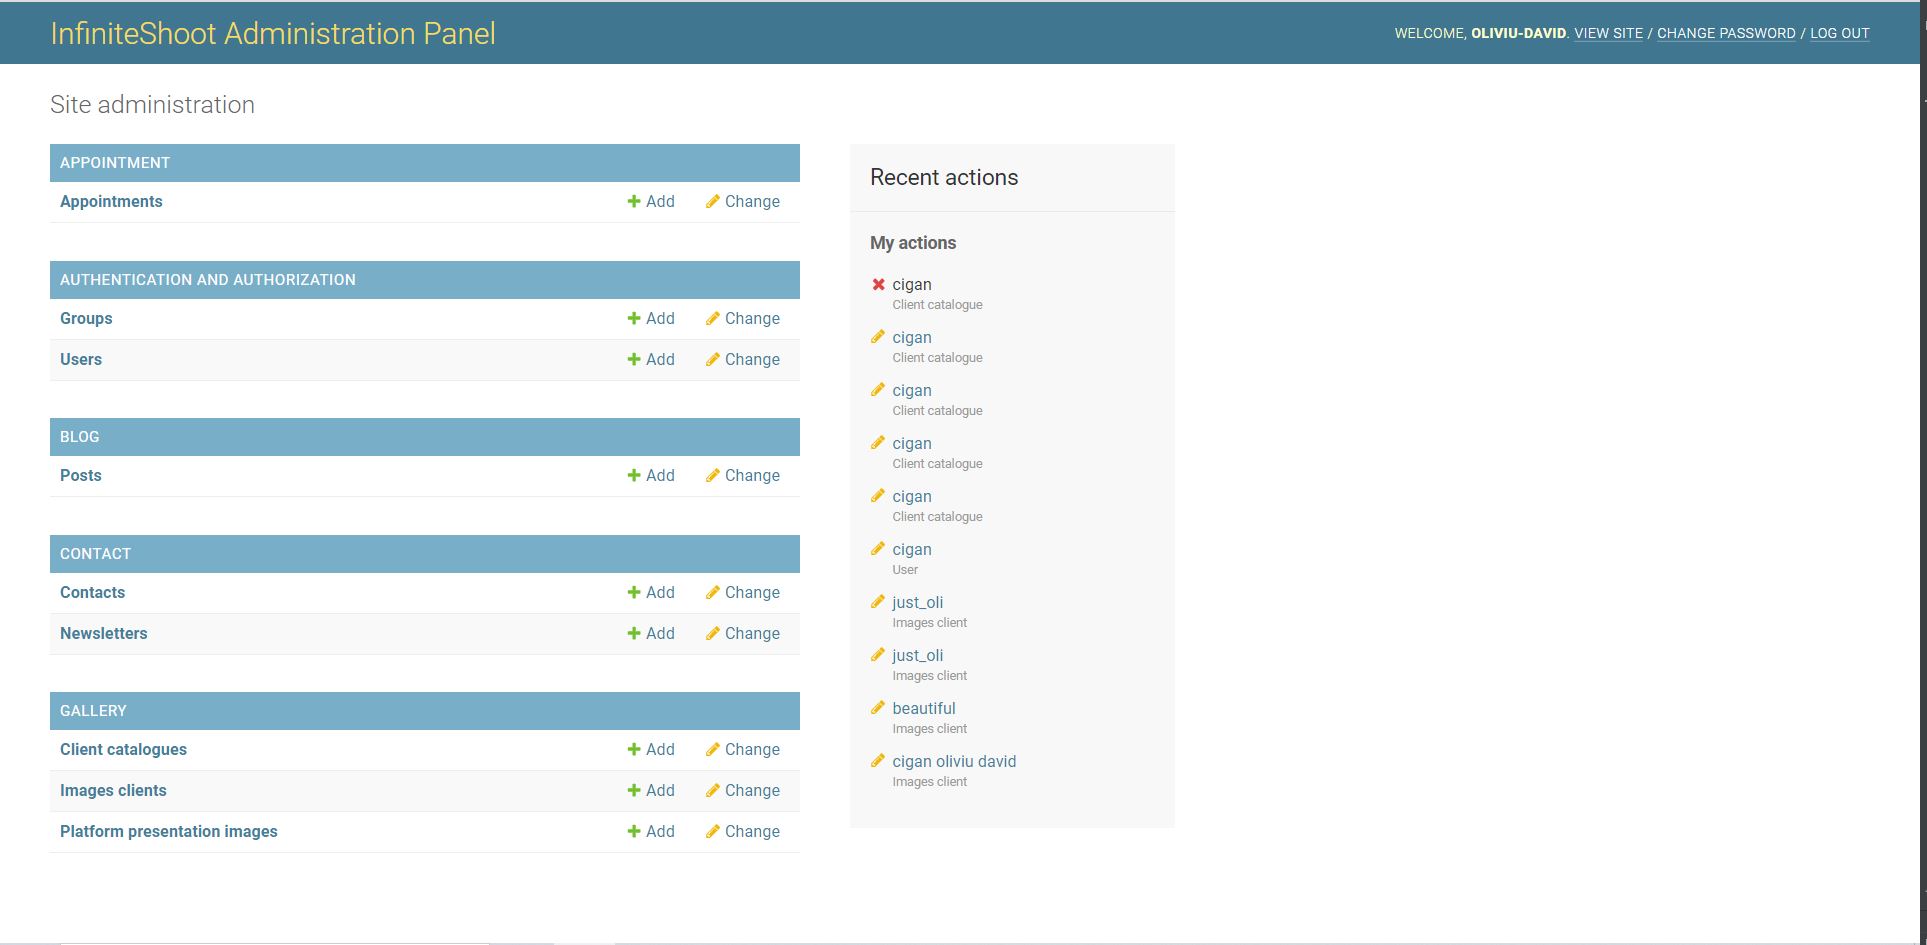 InfiniteShoot Administration Panel
WELCOME, OLIVIU-DAVID. VIEW SITE / CHANGE PASSWORD / LOG OUT
Site administration
APPOINTMENT
Appointments Add Change
AUTHENTICATION AND AUTHORIZATION
Groups Add Change
Users Add Change
BLOG
Posts Add Change
CONTACT
Contacts Add Change
Newsletters Add Change
GALLERY
Client catalogues Add Change
Images clients Add Change
Platform presentation images Add Change
Recent actions
My actions
cigan
Client catalogue
cigan
Client catalogue
cigan
Client catalogue
cigan
Client catalogue
cigan
Client catalogue
cigan
User
just_oli
Images client
just_oli
Images client
beautiful
Images client
cigan oliviu david
Images client